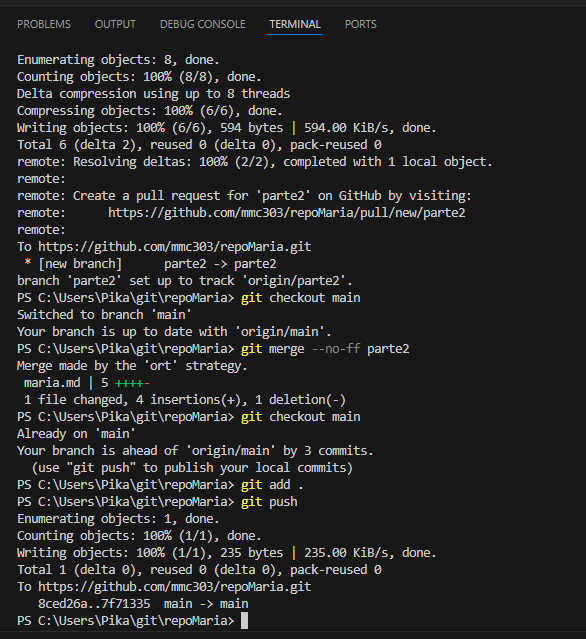 PROBLEMS OUTPUT DEBUG CONSOLE TERMINAL PORTS
Enumerating objects: 8, done.
Counting objects: 100% (8/8), done.
Delta compression using up to 8 threads
Compressing objects: 100% (6/6), done.
Writing objects: 100% (6/6), 594 bytes | 594.00 KiB/s, done.
Total 6 (delta 2), reused 0 (delta 0), pack-reused 0
remote: Resolving deltas: 100% (2/2), completed with 1 local object.
remote:
remote: Create a pull request for 'parte2' on GitHub by visiting:
remote:      https://github.com/mmc303/repoMaria/pull/new/parte2
remote:
To https://github.com/mmc303/repoMaria.git
 * [new branch]      parte2 -> parte2
branch 'parte2' set up to track 'origin/parte2'.
PS C:\Users\Pika\git\repoMaria> git checkout main
Switched to branch 'main'
Your branch is up to date with 'origin/main'.
PS C:\Users\Pika\git\repoMaria> git merge --no-ff parte2
Merge made by the 'ort' strategy.
 maria.md | 5 ++++-
 1 file changed, 4 insertions(+), 1 deletion(-)
PS C:\Users\Pika\git\repoMaria> git checkout main
Already on 'main'
Your branch is ahead of 'origin/main' by 3 commits.
  (use "git push" to publish your local commits)
PS C:\Users\Pika\git\repoMaria> git add .
PS C:\Users\Pika\git\repoMaria> git push
Enumerating objects: 1, done.
Counting objects: 100% (1/1), done.
Writing objects: 100% (1/1), 235 bytes | 235.00 KiB/s, done.
Total 1 (delta 0), reused 0 (delta 0), pack-reused 0
To https://github.com/mmc303/repoMaria.git
   8ced26a..7f71335  main -> main
PS C:\Users\Pika\git\repoMaria>